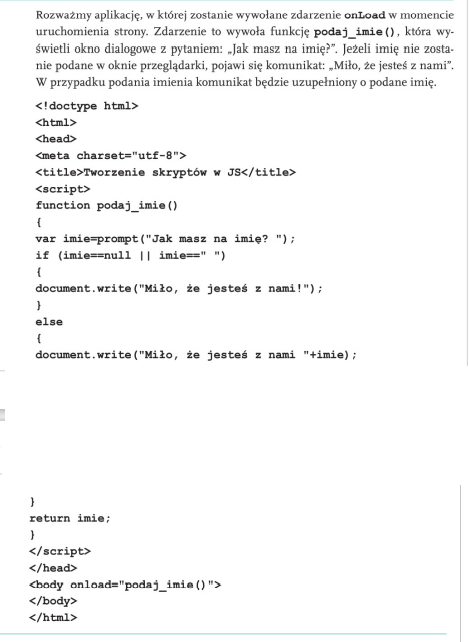 Rozważmy aplikację, w której zostanie wywołane zdarzenie onLoad w momencie
uruchomienia strony. Zdarzenie to wywoła funkcję podaj_imie(), która wy-
świetli okno dialogowe z pytaniem: „Jak masz na imię?”. Jeżeli imię nie zosta-
nie podane w oknie przeglądarki, pojawi się komunikat: „Miło, że jesteś z nami”.
W przypadku podania imienia komunikat będzie uzupełniony o podane imię.
<!doctype html>
<html>
<head>
<meta charset="utf-8">
<title>Tworzenie skryptów w JS</title>
<script>
function podaj_imie()
{
var imie=prompt("Jak masz na imię? ");
if (imie==null || imie==" ")
{
document.write("Miło, że jesteś z nami!");
}
else
{
document.write("Miło, że jesteś z nami "+imie);
}
return imie;
}
</script>
</head>
<body onload="podaj_imie()">
</body>
</html>